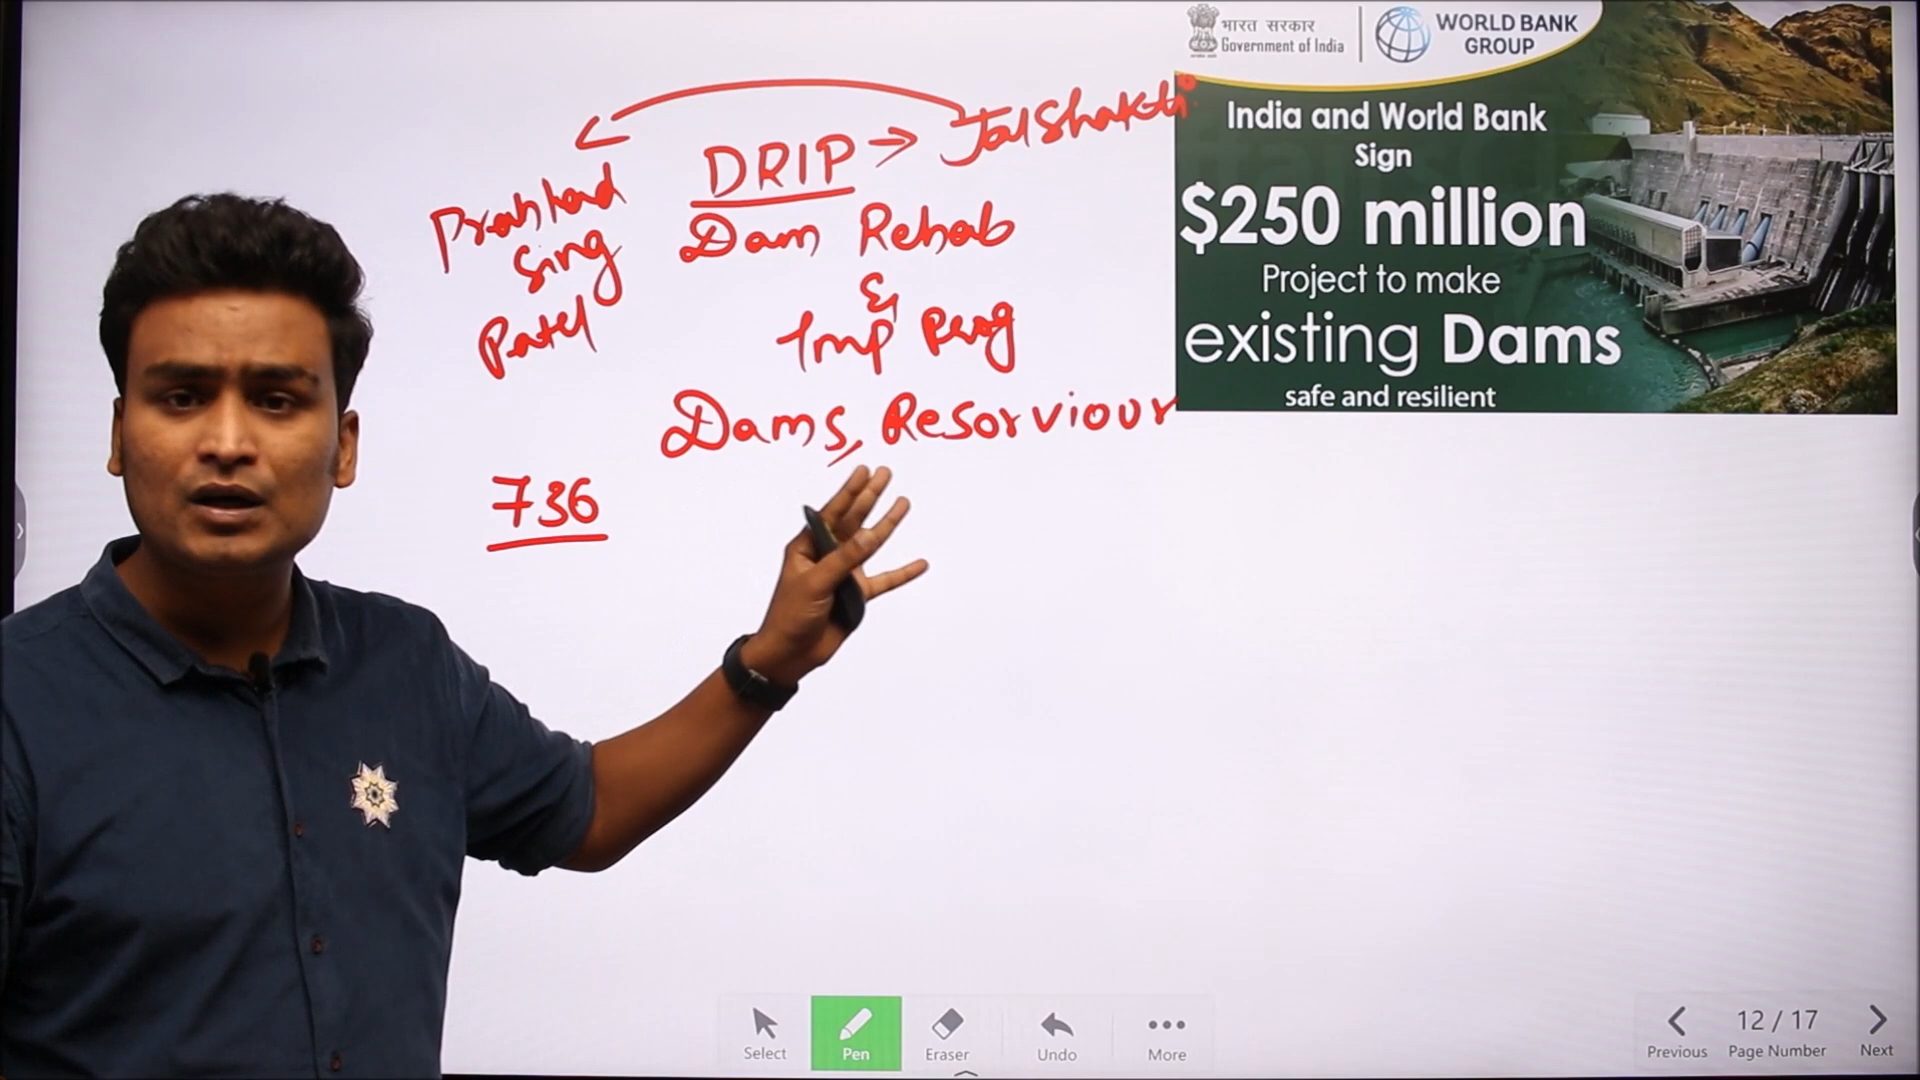 भारत सरकार
Government of India
WORLD BANK
GROUP
India and World Bank
Sign
$250 million
Project to make
existing Dams
safe and resilient
DRIP → Jalshakti
Prahlad
Sing
Patel
Dam Rehab
&
Imp Prog
Dams, Resorviour
736
Select
Pen
Eraser
Undo
More
Previous
12 / 17
Page Number
Next